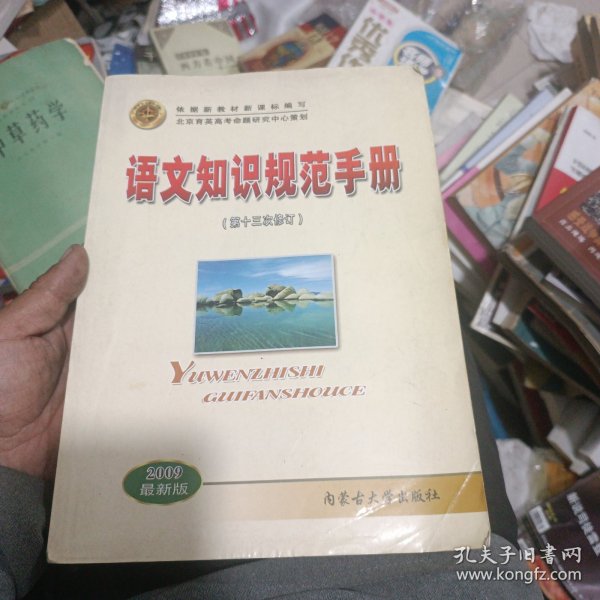 依据新教材新课标编写
北京育英高考命题研究中心策划
语文知识规范手册
(第十三次修订)
YUWENZHISHI
GUIFANSHOUCE
2009
最新版
内蒙古大学出版社
中草药学
孔夫子旧书网
www.kongfz.com